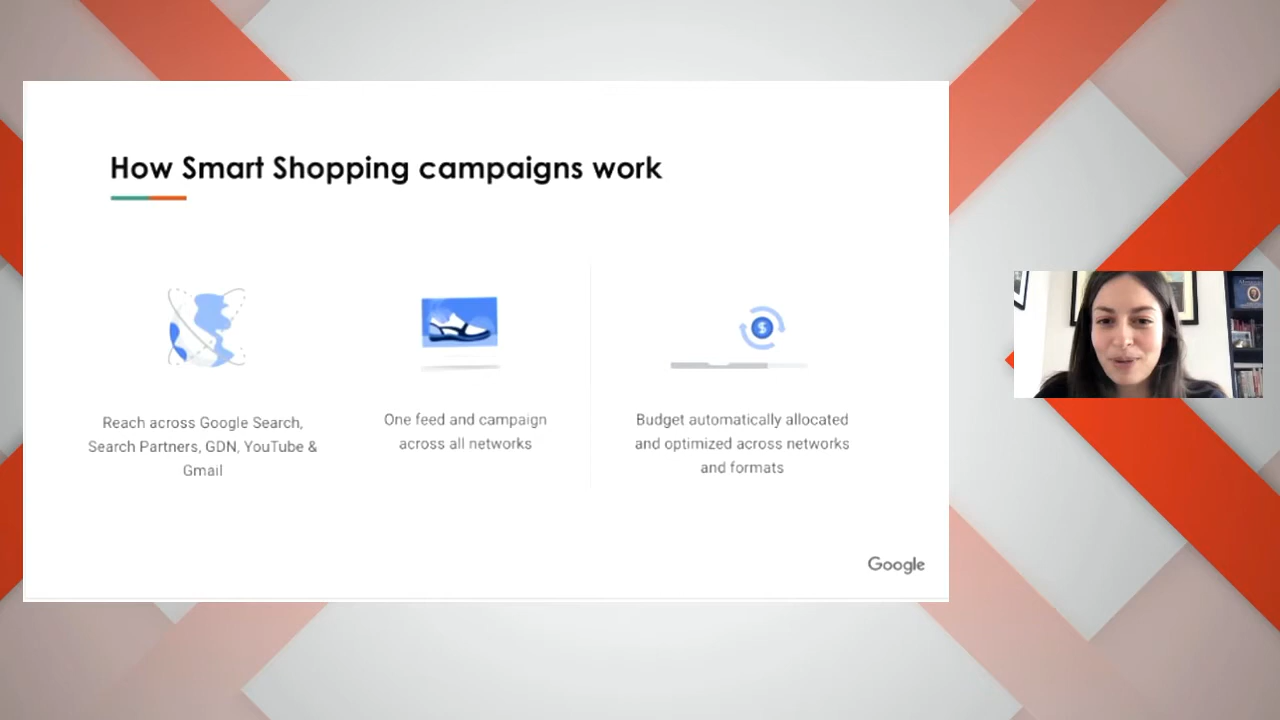 How Smart Shopping campaigns work
Reach across Google Search,
Search Partners, GDN, YouTube &
Gmail
One feed and campaign
across all networks
$
Budget automatically allocated
and optimized across networks
and formats
Google